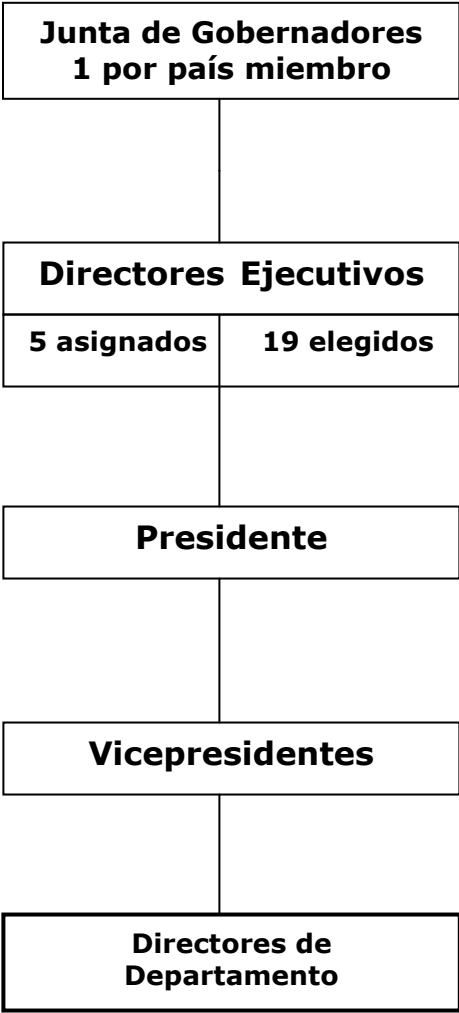 Junta de Gobernadores
1 por país miembro
Directores Ejecutivos
5 asignados
19 elegidos
Presidente
Vicepresidentes
Directores de
Departamento